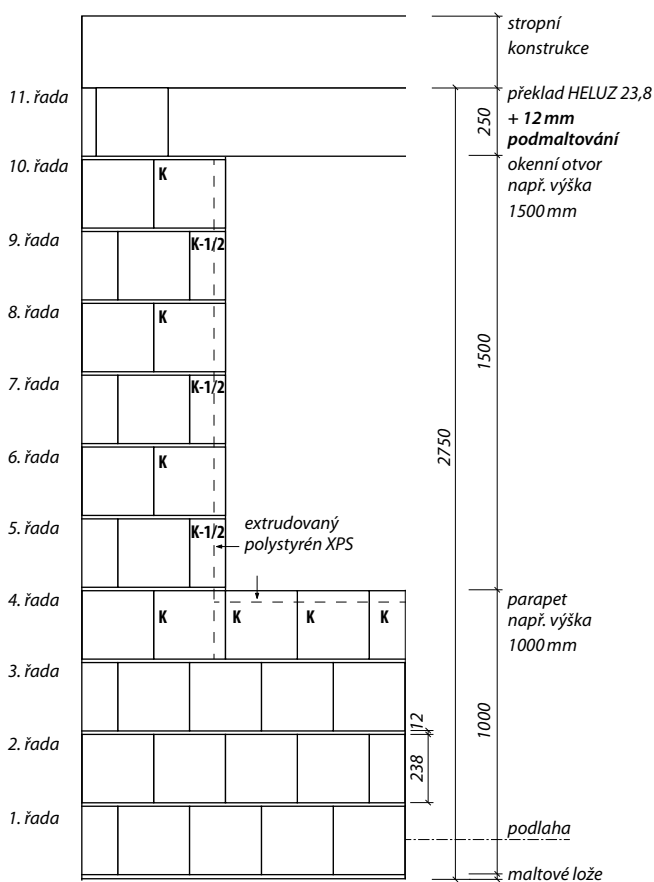 stropní
konstrukce
11. řada
překlad HELUZ 23,8
+ 12 mm
podmaltování
250
10. řada
K
okenní otvor
např. výška
1500 mm
9. řada
K-1/2
8. řada
K
1500
7. řada
K-1/2
2750
6. řada
K
5. řada
K-1/2
extrudovaný
polystyrén XPS
4. řada
K
K
K
K
parapet
např. výška
1000 mm
3. řada
12
1000
2. řada
238
1. řada
podlaha
maltové lože